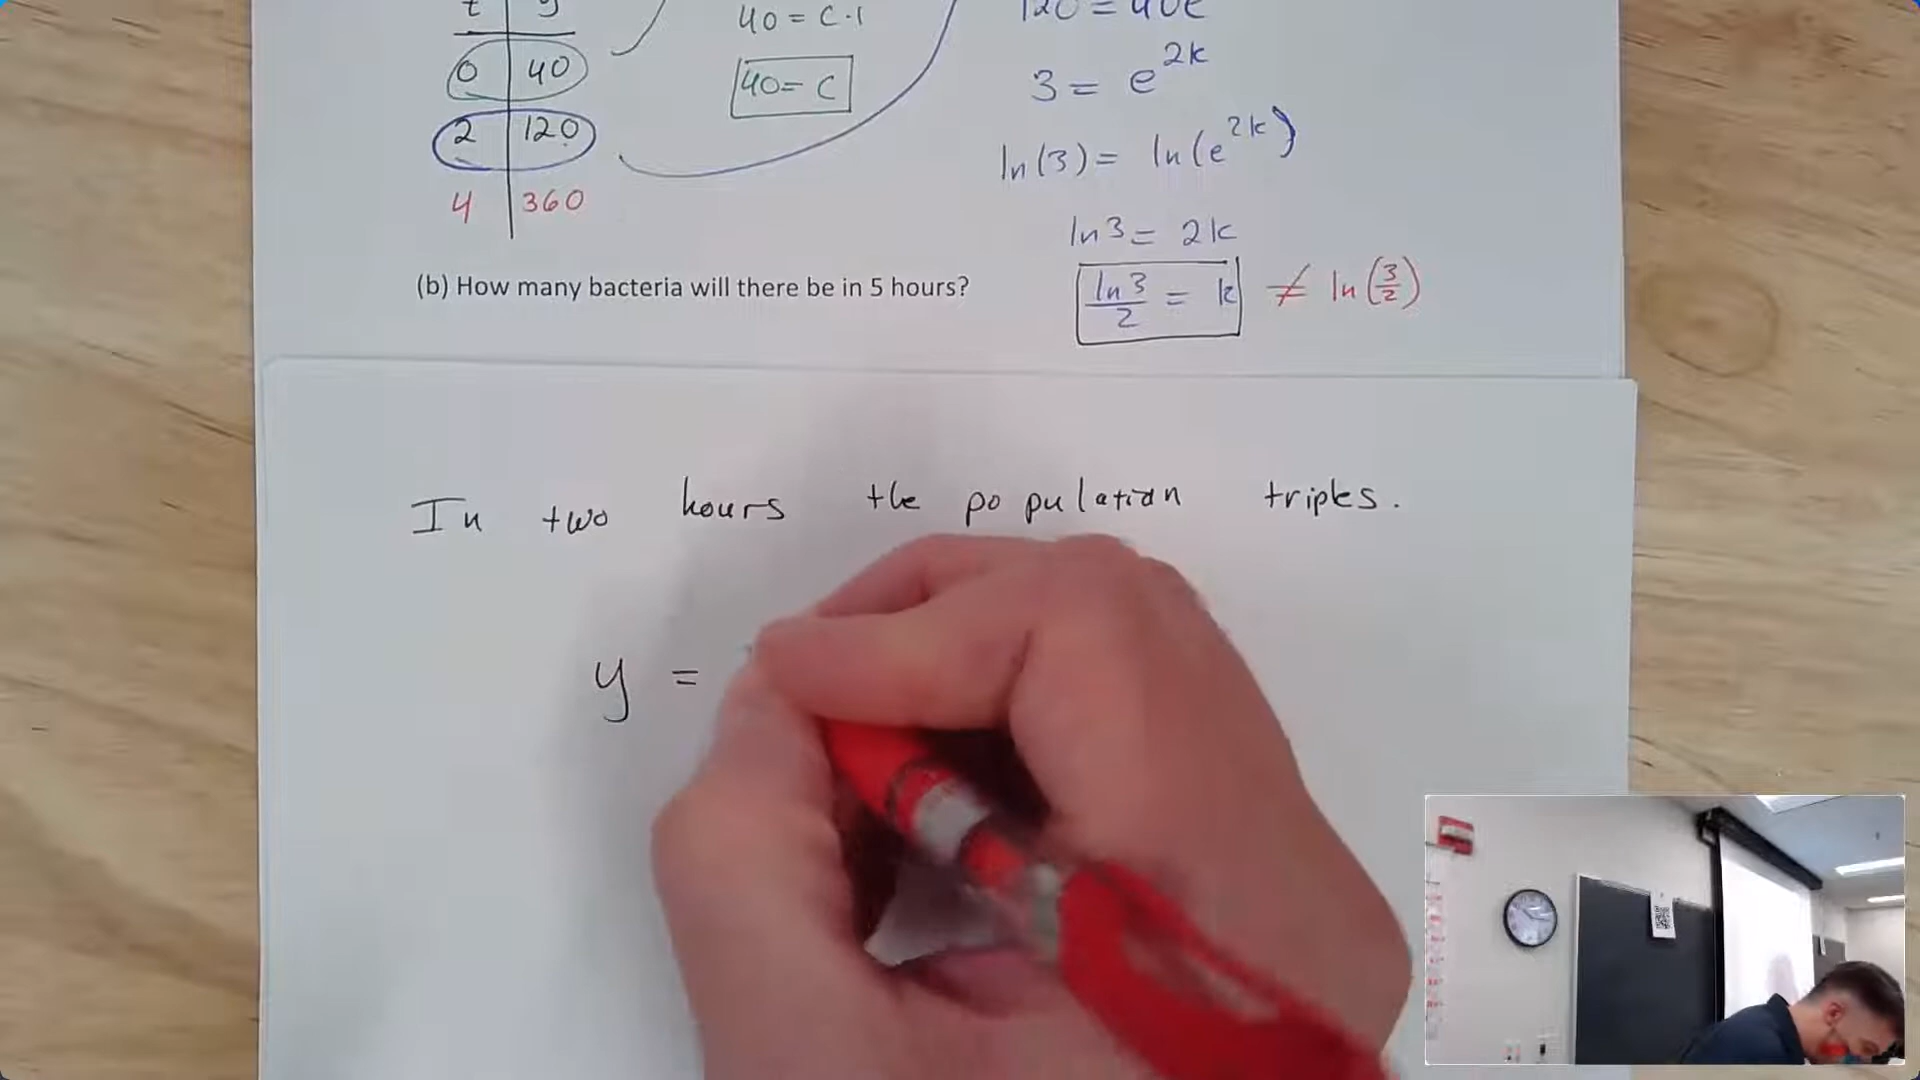 t y
0 40
2 120
4 360
40 = C·1
40 = C
120 = 40e
3 = e^2k
ln(3) = ln(e^2k)
ln3 = 2k
ln3/2 = k ≠ ln(3/2)
(b) How many bacteria will there be in 5 hours?
In two hours the population triples.
y =